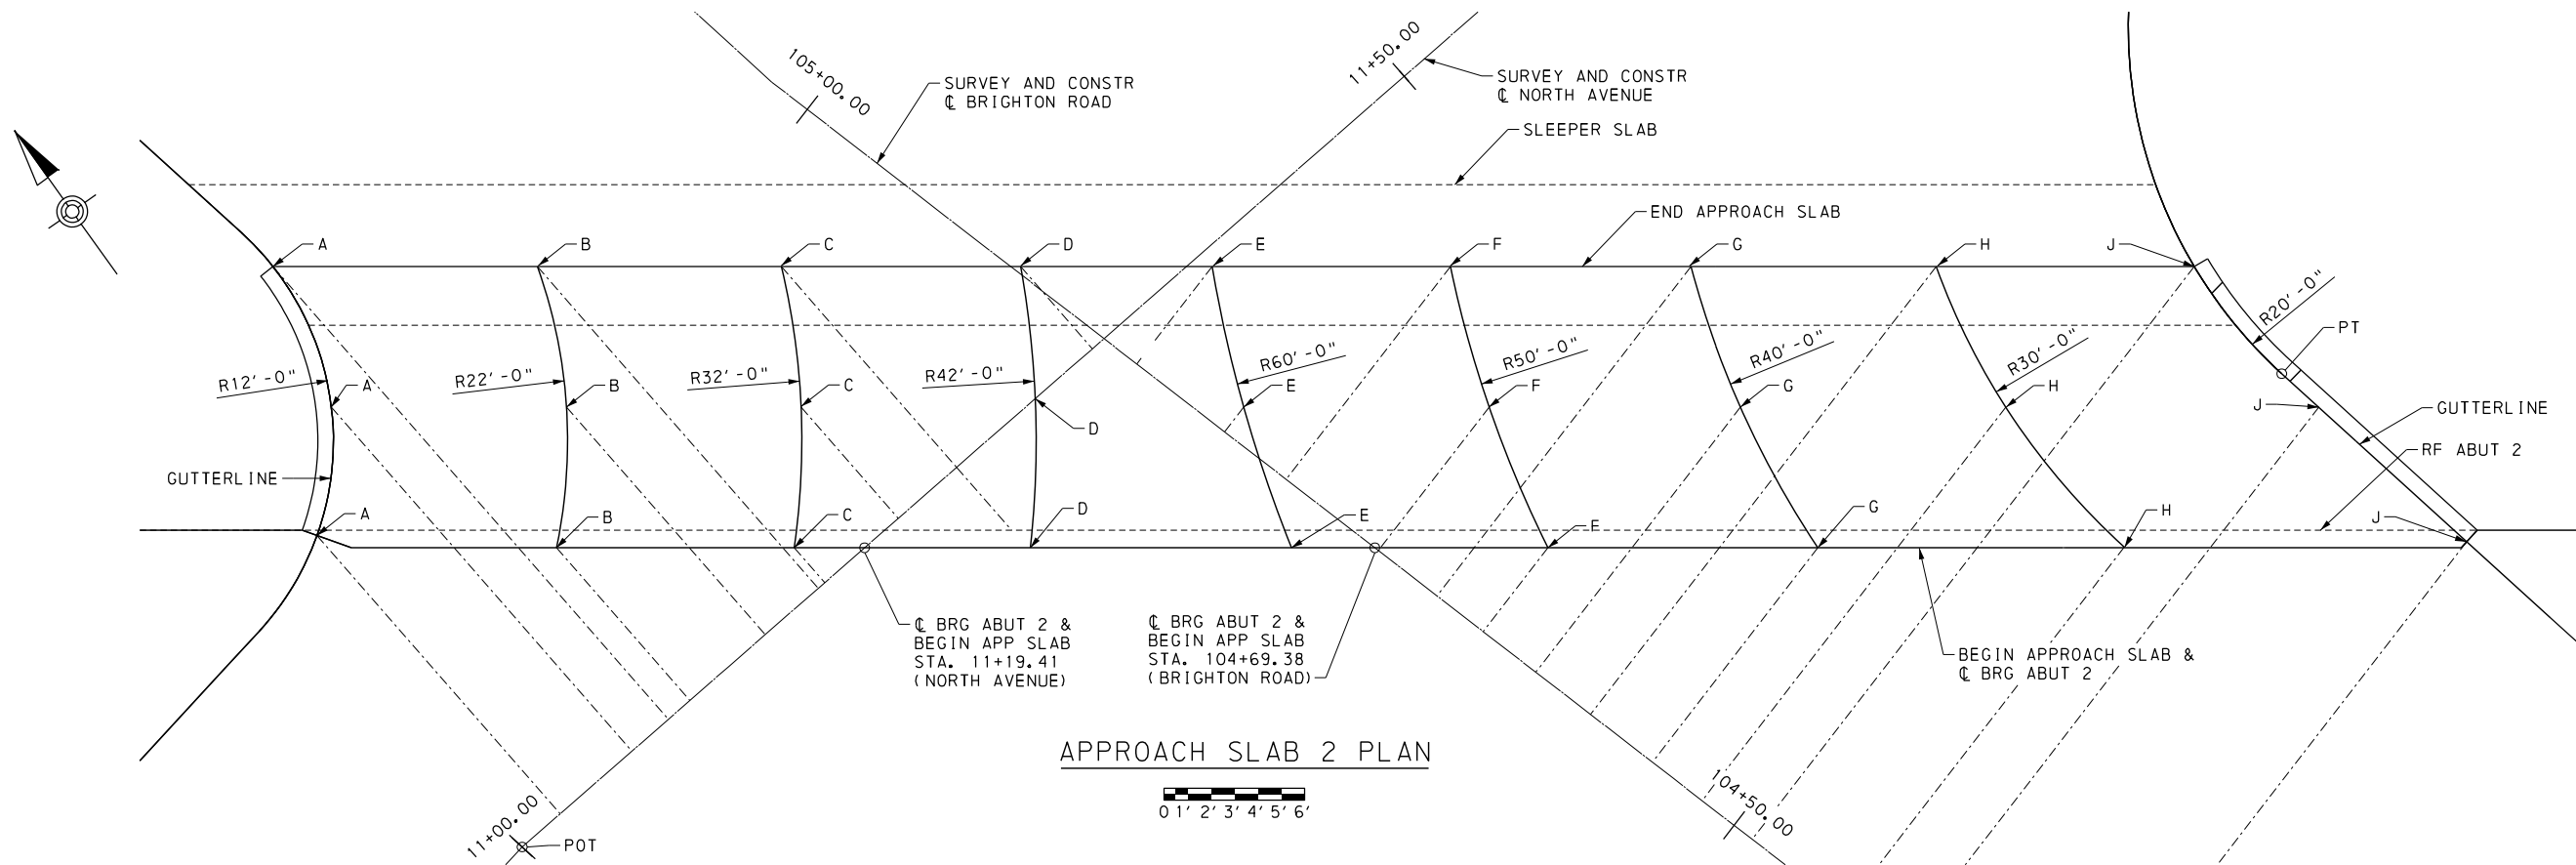 105+00.00
SURVEY AND CONSTR
℄ BRIGHTON ROAD
11+50.00
SURVEY AND CONSTR
℄ NORTH AVENUE
SLEEPER SLAB
END APPROACH SLAB
A
B
C
D
E
F
G
H
J
R12'-0"
A
R22'-0"
B
R32'-0"
C
R42'-0"
D
R60'-0"
E
R50'-0"
F
R40'-0"
G
R30'-0"
H
R20'-0"
PT
J
GUTTERLINE
RF ABUT 2
GUTTERLINE
A
B
C
D
E
F
G
H
J
℄ BRG ABUT 2 &
BEGIN APP SLAB
STA. 11+19.41
(NORTH AVENUE)
℄ BRG ABUT 2 &
BEGIN APP SLAB
STA. 104+69.38
(BRIGHTON ROAD)
BEGIN APPROACH SLAB &
℄ BRG ABUT 2
APPROACH SLAB 2 PLAN
0 1' 2' 3' 4' 5' 6'
11+00.00
POT
104+50.00